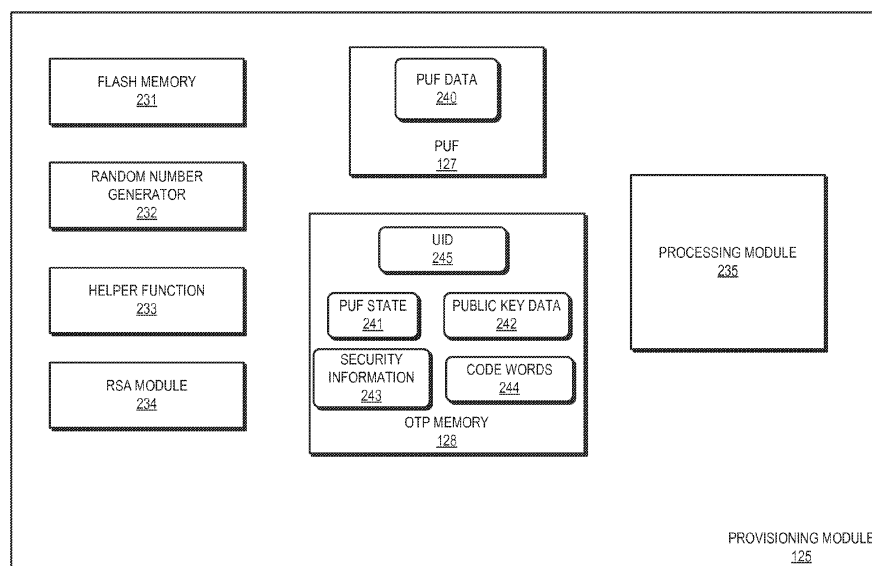 FLASH MEMORY
231
RANDOM NUMBER
GENERATOR
232
HELPER FUNCTION
233
RSA MODULE
234
PUF DATA
240
PUF
127
UID
245
PUF STATE
241
PUBLIC KEY DATA
242
SECURITY
INFORMATION
243
CODE WORDS
244
OTP MEMORY
128
PROCESSING MODULE
235
PROVISIONING MODULE
125